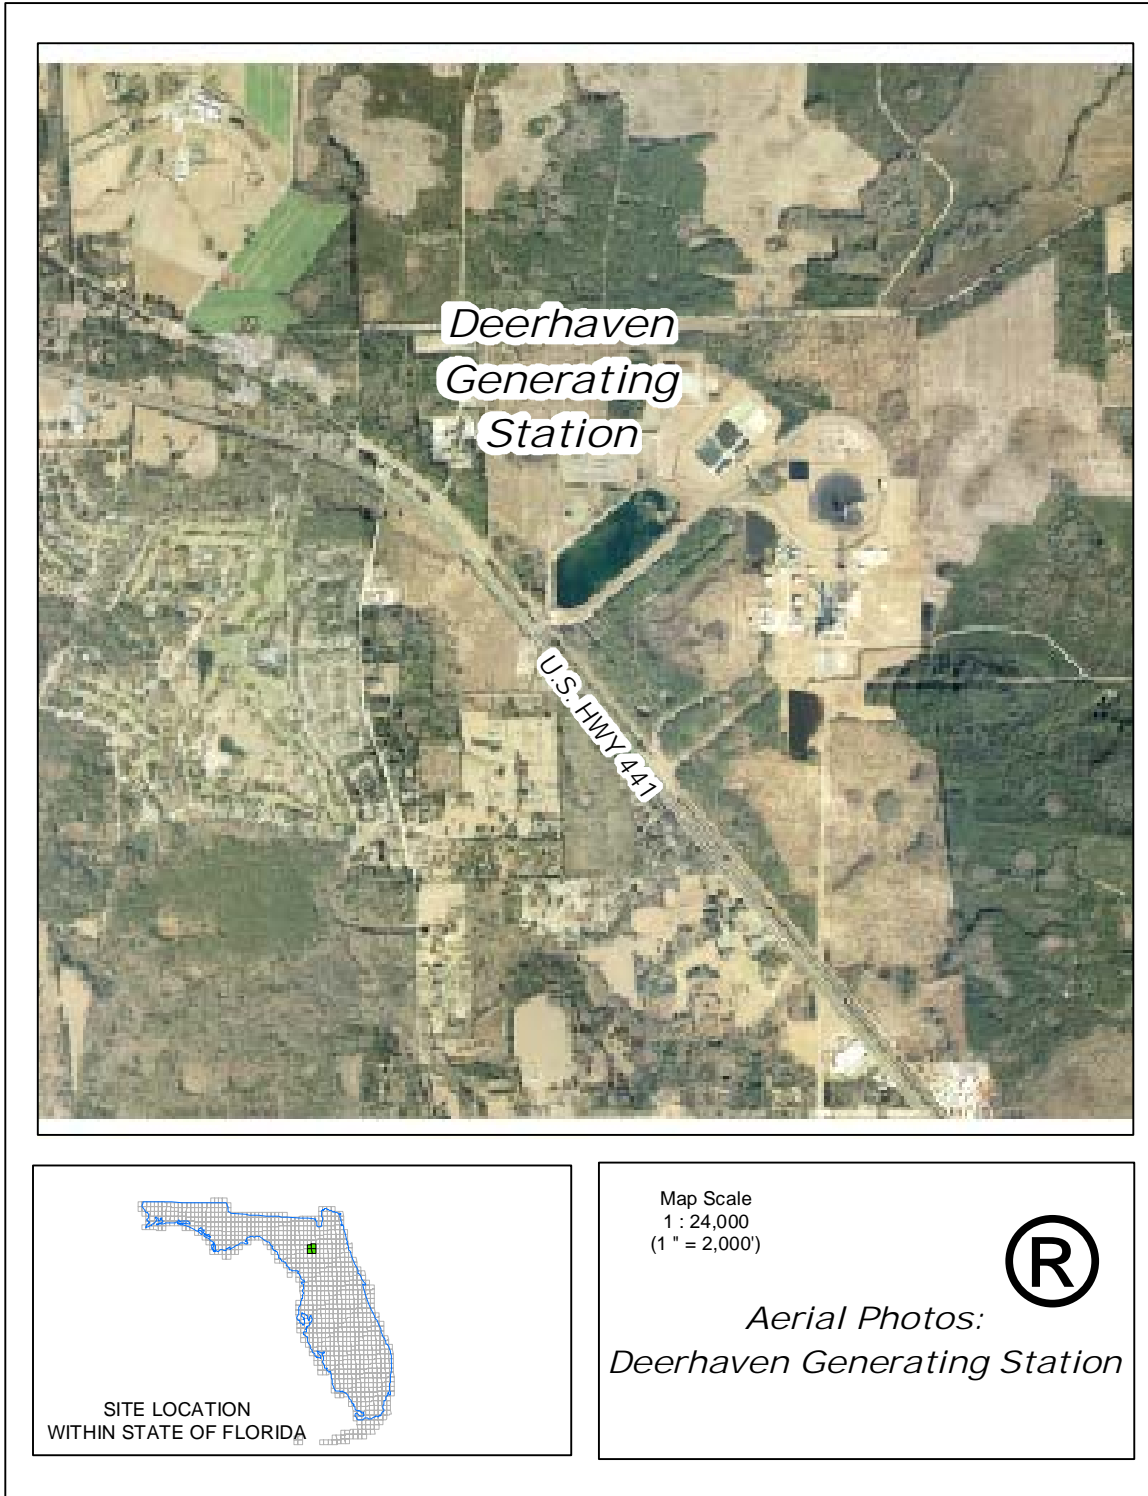 Deerhaven
Generating
Station
U.S. HWY 441
SITE LOCATION
WITHIN STATE OF FLORIDA
Map Scale
1 : 24,000
(1 " = 2,000')
®
Aerial Photos:
Deerhaven Generating Station